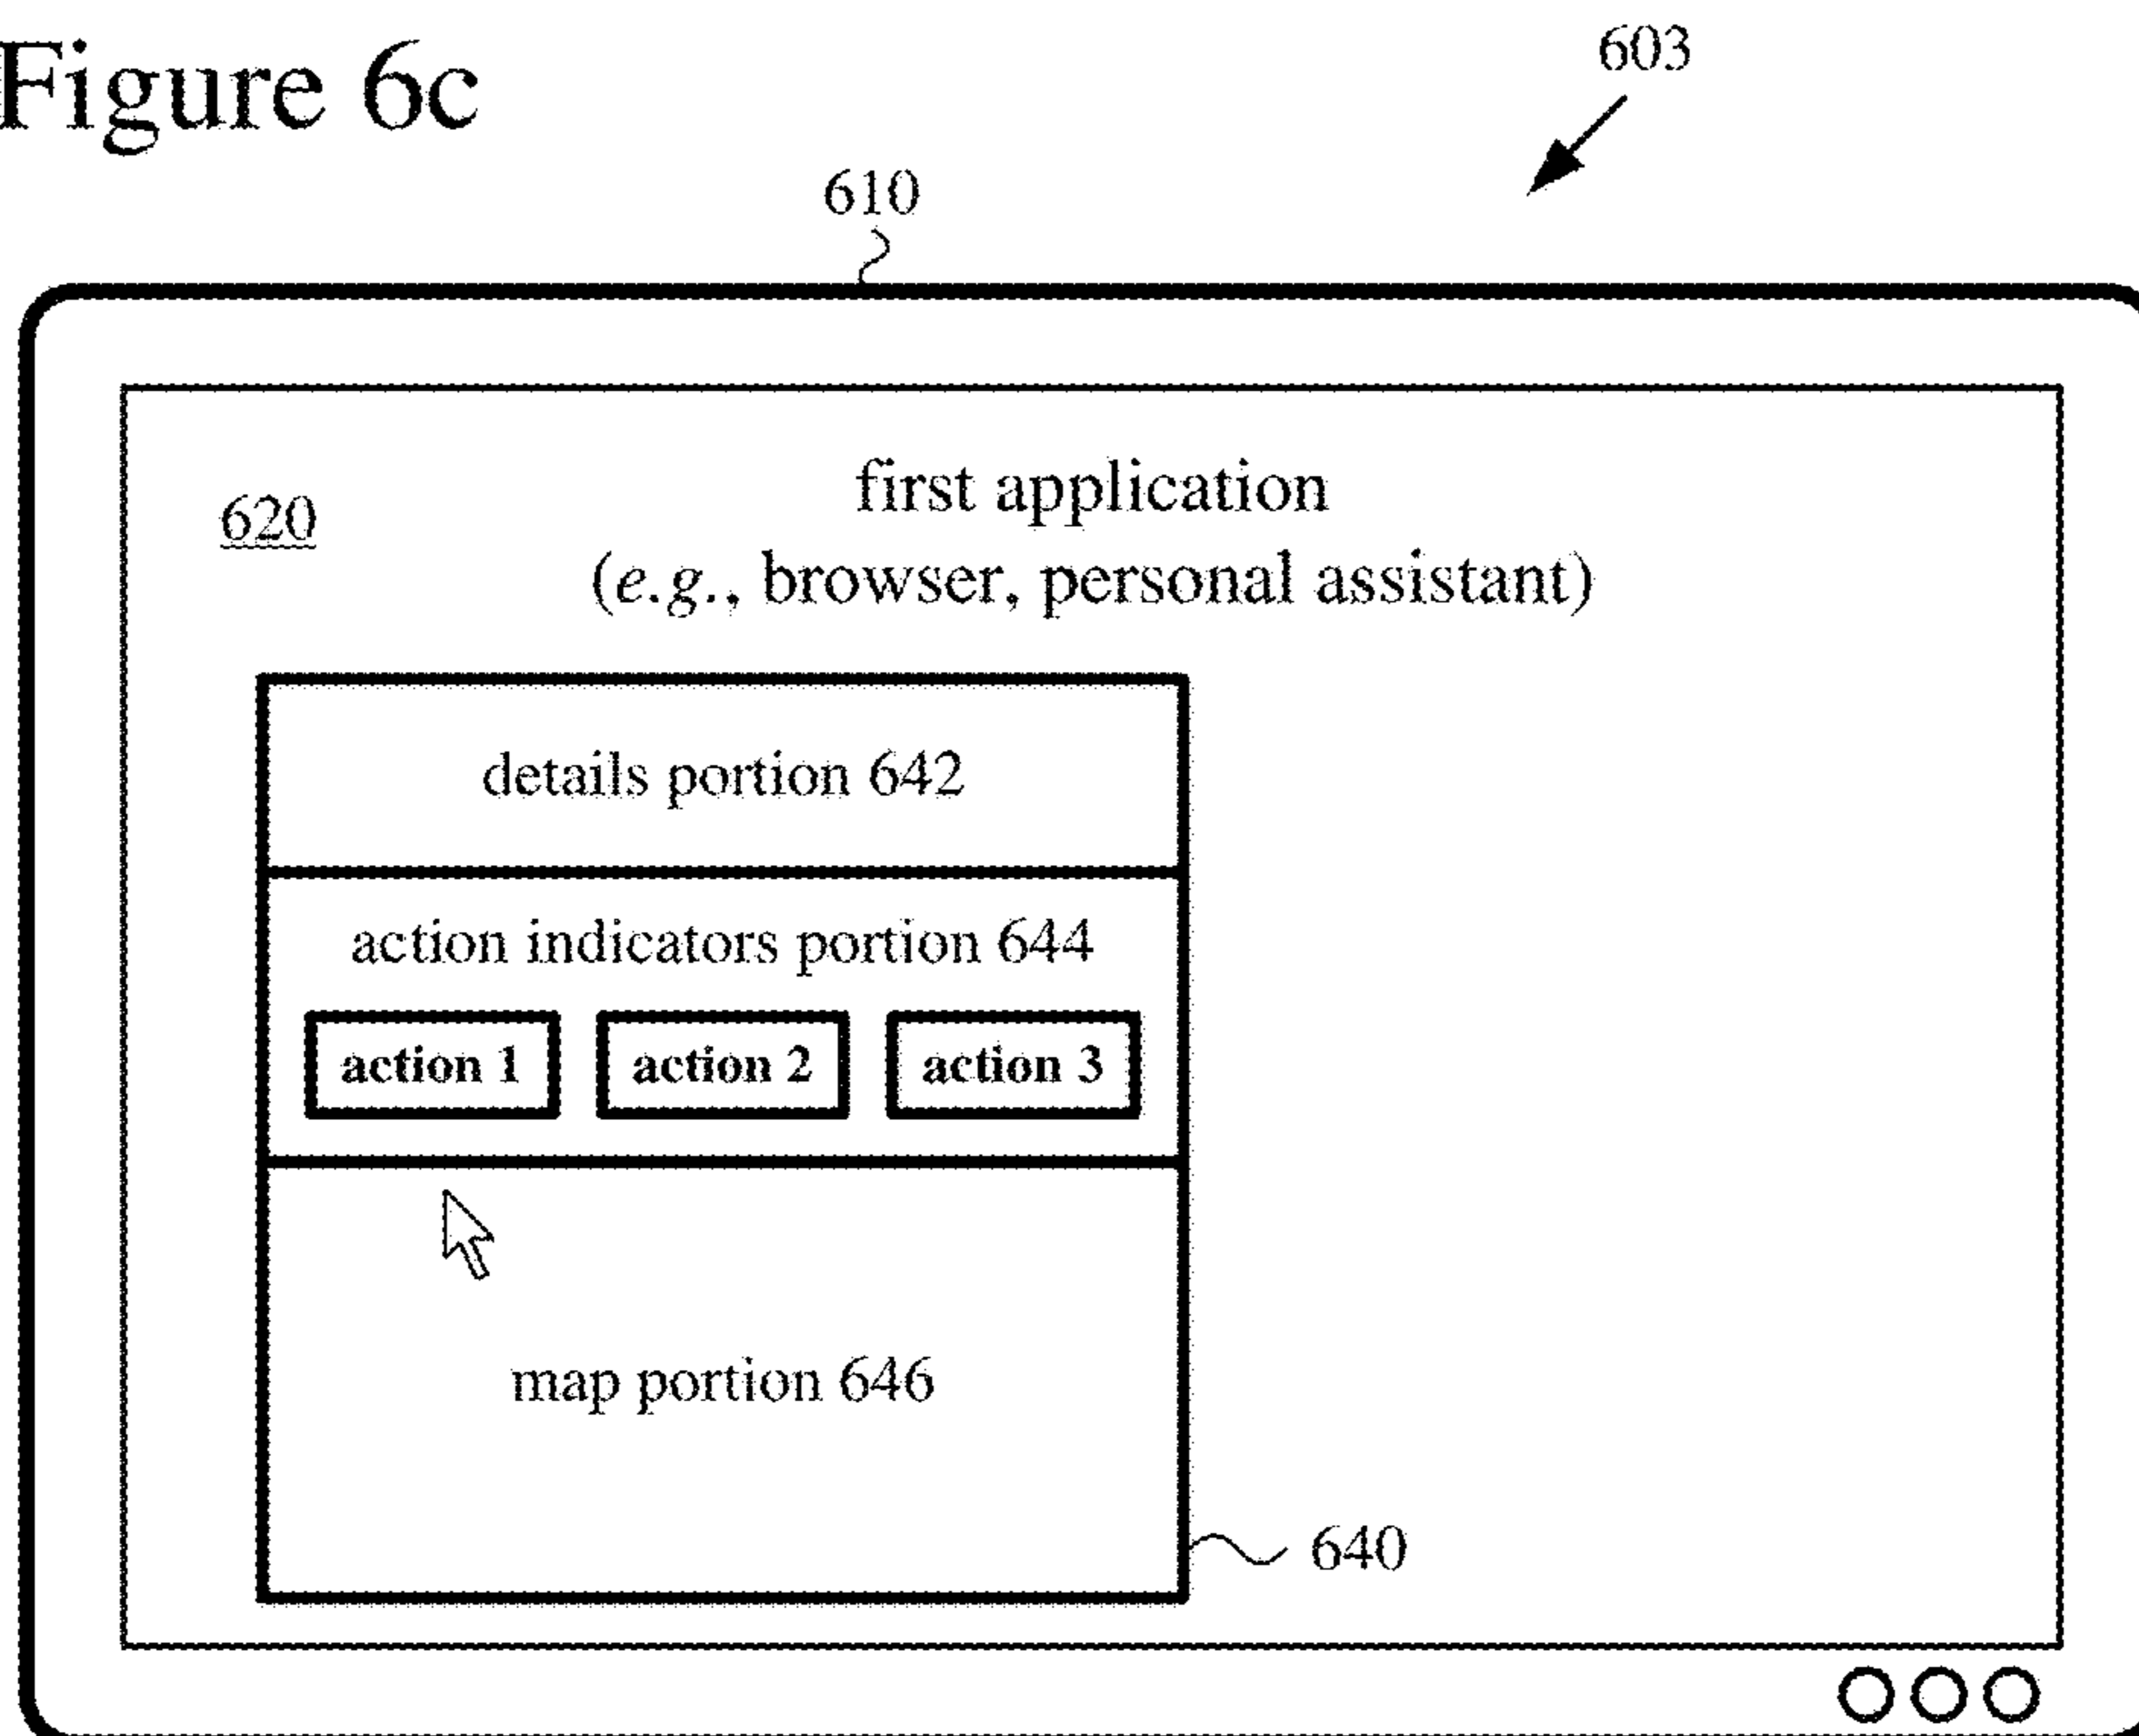 Figure 6c
603
610
620
first application
(e.g., browser, personal assistant)
details portion 642
action indicators portion 644
action 1 action 2 action 3
map portion 646
640